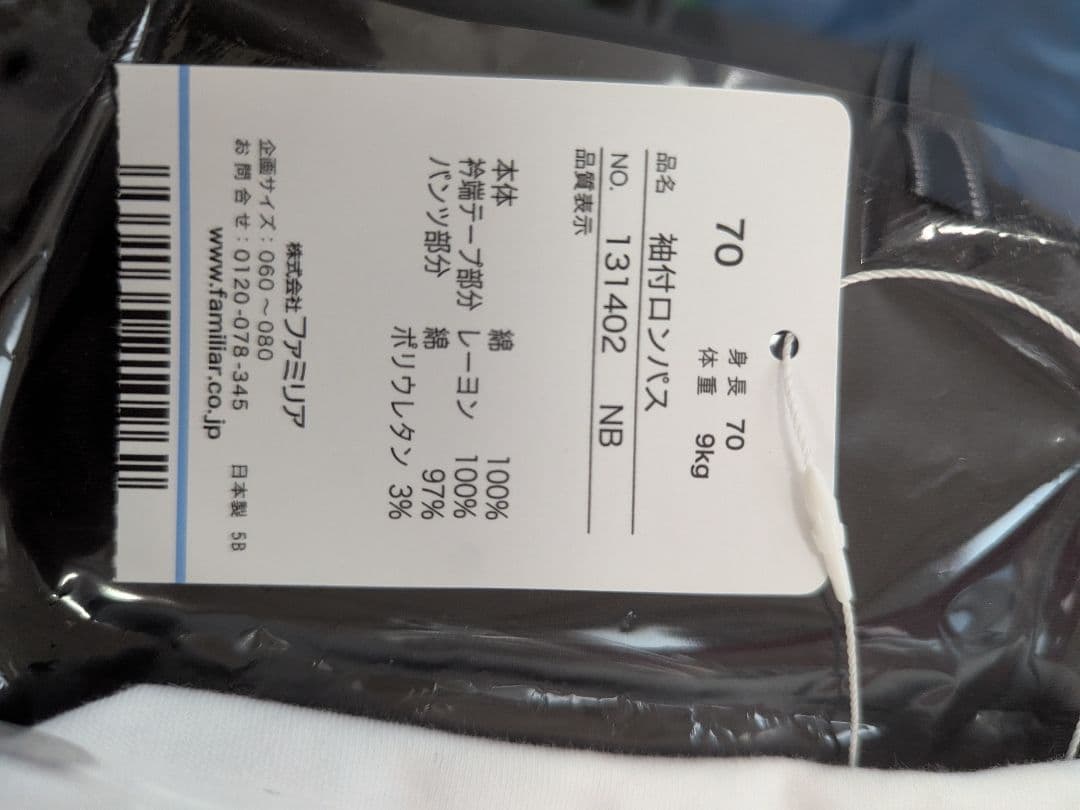 70
身長 70
体重 9kg
品名 袖付ロンパス
NO. 131402 NB
品質表示
本体 綿 100%
衿端テープ部分 レーヨン 100%
パンツ部分 綿 97%
ポリウレタン 3%
株式会社ファミリア
企画サイズ:060～080
お問合せ:0120-078-345 日本製 5B
www.familiar.co.jp